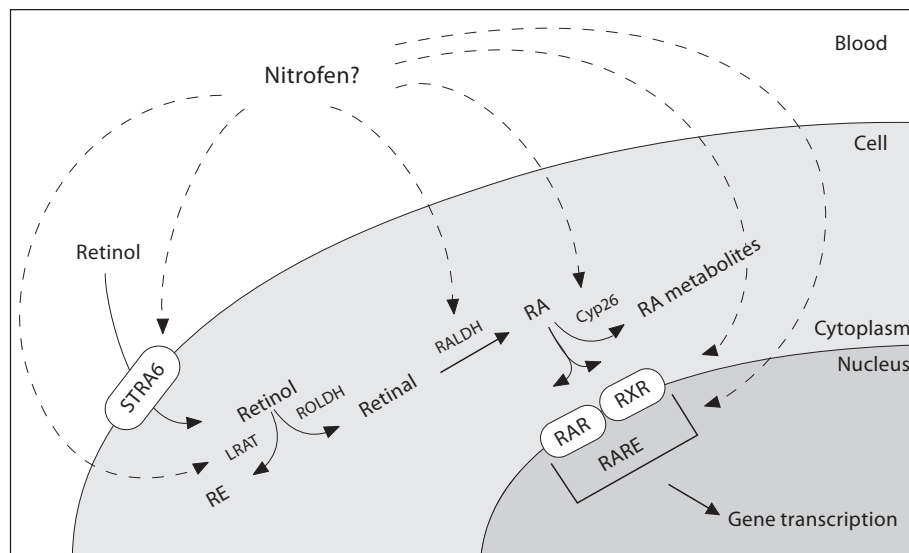 Blood
Nitrofen?
Cell
Retinol
RA metabolités
Cyp26
RA
RALDH
Cytoplasm
Nucleus
STRA6
Retinol
ROLDH
Retinal
LRAT
RE
RAR
RXR
RARE
Gene transcription